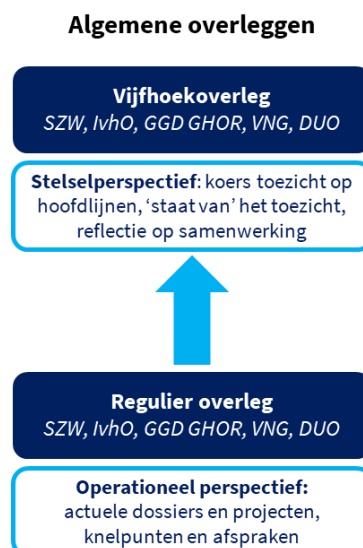 Algemene overleggen
Vijfhoekoverleg
SZW, IvhO, GGD GHOR, VNG, DUO
Stelselperspectief: koers toezicht op
hoofdlijnen, ‘staat van’ het toezicht,
reflectie op samenwerking
Regulier overleg
SZW, IvhO, GGD GHOR, VNG, DUO
Operationeel perspectief:
actuele dossiers en projecten,
knelpunten en afspraken